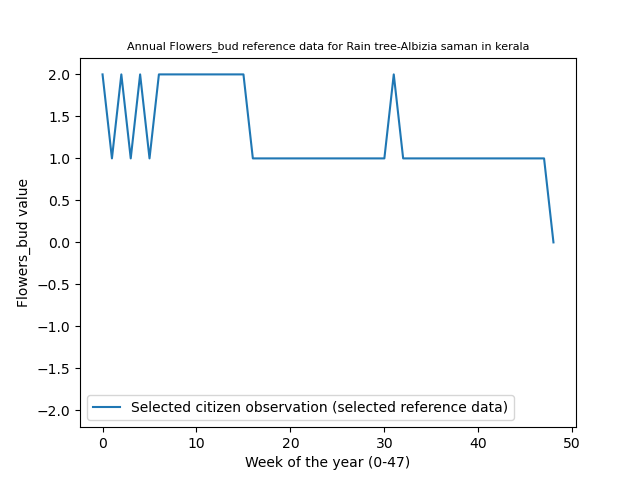 Annual Flowers_bud reference data for Rain tree-Albizia saman in kerala
2.0
1.5
1.0
0.5
0.0
−0.5
−1.0
−1.5
−2.0
Flowers_bud value
Selected citizen observation (selected reference data)
0 10 20 30 40 50
Week of the year (0-47)